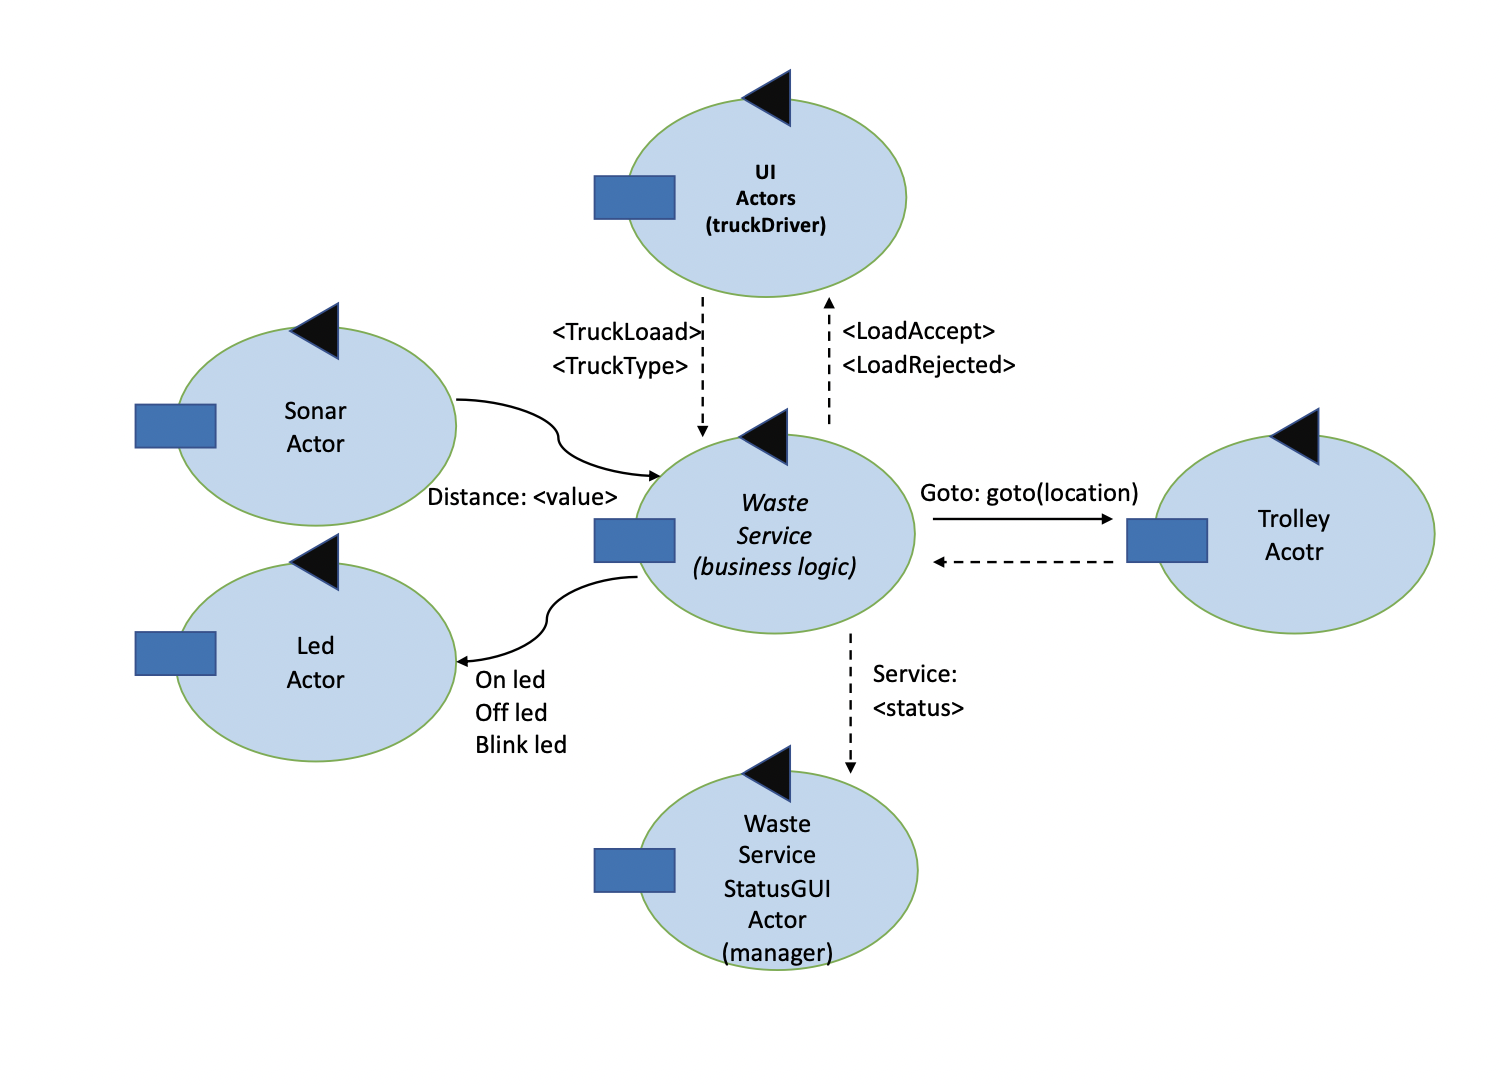 UI
Actors
(truckDriver)
<TruckLoaad>
<TruckType>
<LoadAccept>
<LoadRejected>
Sonar
Actor
Distance: <value>
Waste
Service
(business logic)
Goto: goto(location)
Trolley
Acotr
Led
Actor
On led
Off led
Blink led
Service:
<status>
Waste
Service
StatusGUI
Actor
(manager)